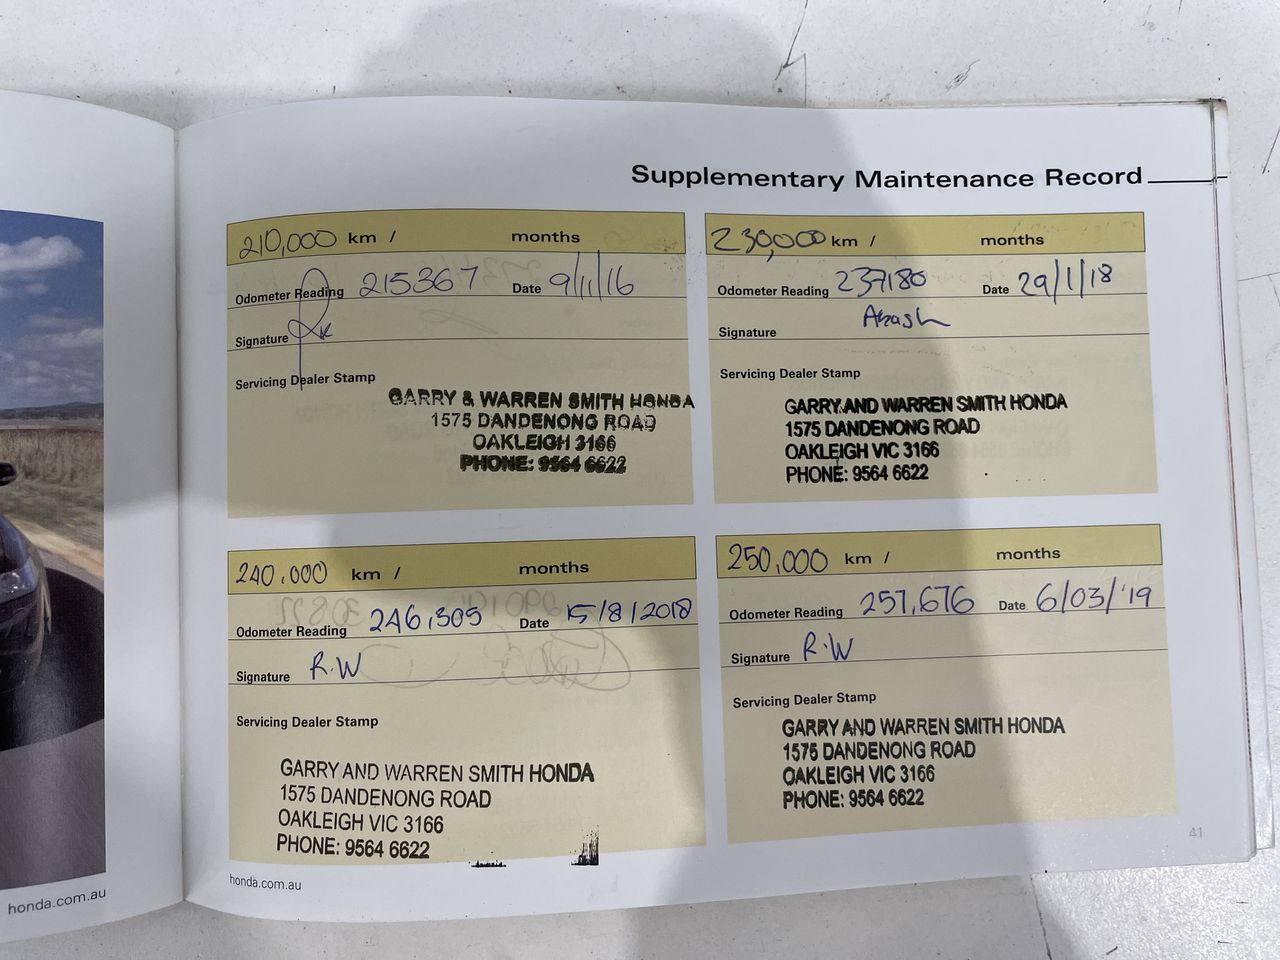 Supplementary Maintenance Record
210,000 km / months
Odometer Reading 215367 Date 9/11/16
Signature
Servicing Dealer Stamp
GARRY & WARREN SMITH HONDA
1575 DANDENONG ROAD
OAKLEIGH 3166
PHONE: 9564 6622
230,000 km / months
Odometer Reading 237180 Date 29/1/18
Signature Akash
Servicing Dealer Stamp
GARRY AND WARREN SMITH HONDA
1575 DANDENONG ROAD
OAKLEIGH VIC 3166
PHONE: 9564 6622
240,000 km / months
Odometer Reading 246,305 Date 15/8/2018
Signature R.W
Servicing Dealer Stamp
GARRY AND WARREN SMITH HONDA
1575 DANDENONG ROAD
OAKLEIGH VIC 3166
PHONE: 9564 6622
250,000 km / months
Odometer Reading 257,676 Date 6/03/'19
Signature R.W
Servicing Dealer Stamp
GARRY AND WARREN SMITH HONDA
1575 DANDENONG ROAD
OAKLEIGH VIC 3166
PHONE: 9564 6622
41
honda.com.au
honda.com.au